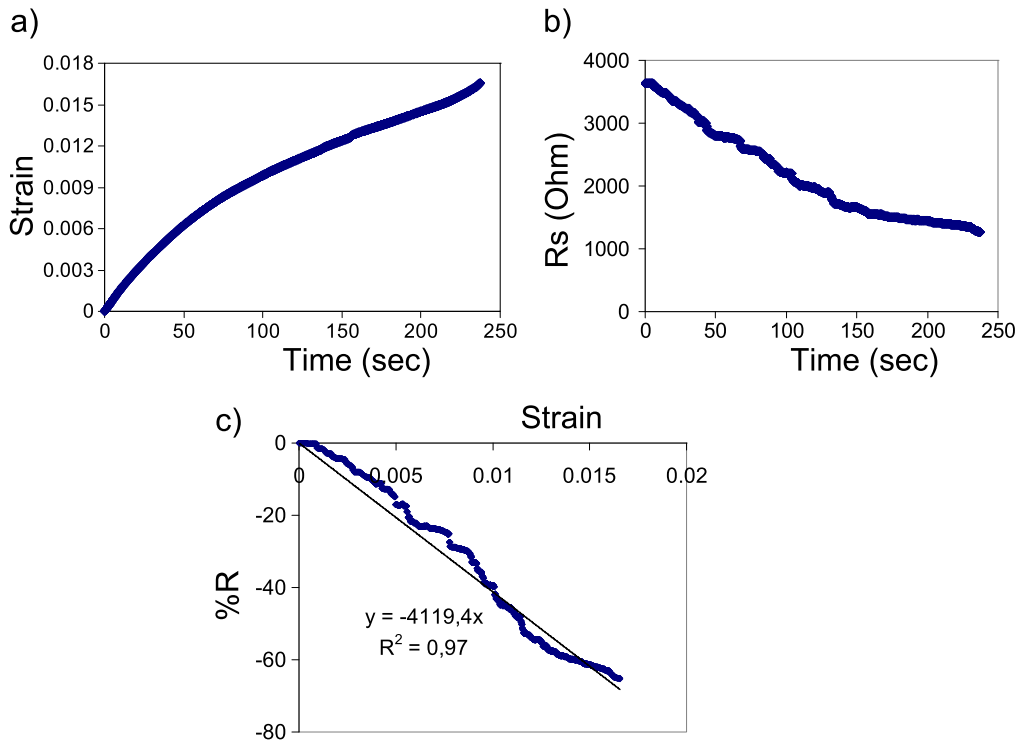 a)
0.018
0.015
0.012
0.009
0.006
0.003
0
Strain
0 50 100 150 200 250
Time (sec)
b)
4000
3000
2000
1000
0
Rs (Ohm)
0 50 100 150 200 250
Time (sec)
c)
Strain
0 0.005 0.01 0.015 0.02
0
-20
-40
-60
-80
%R
y = -4119,4x
R² = 0,97